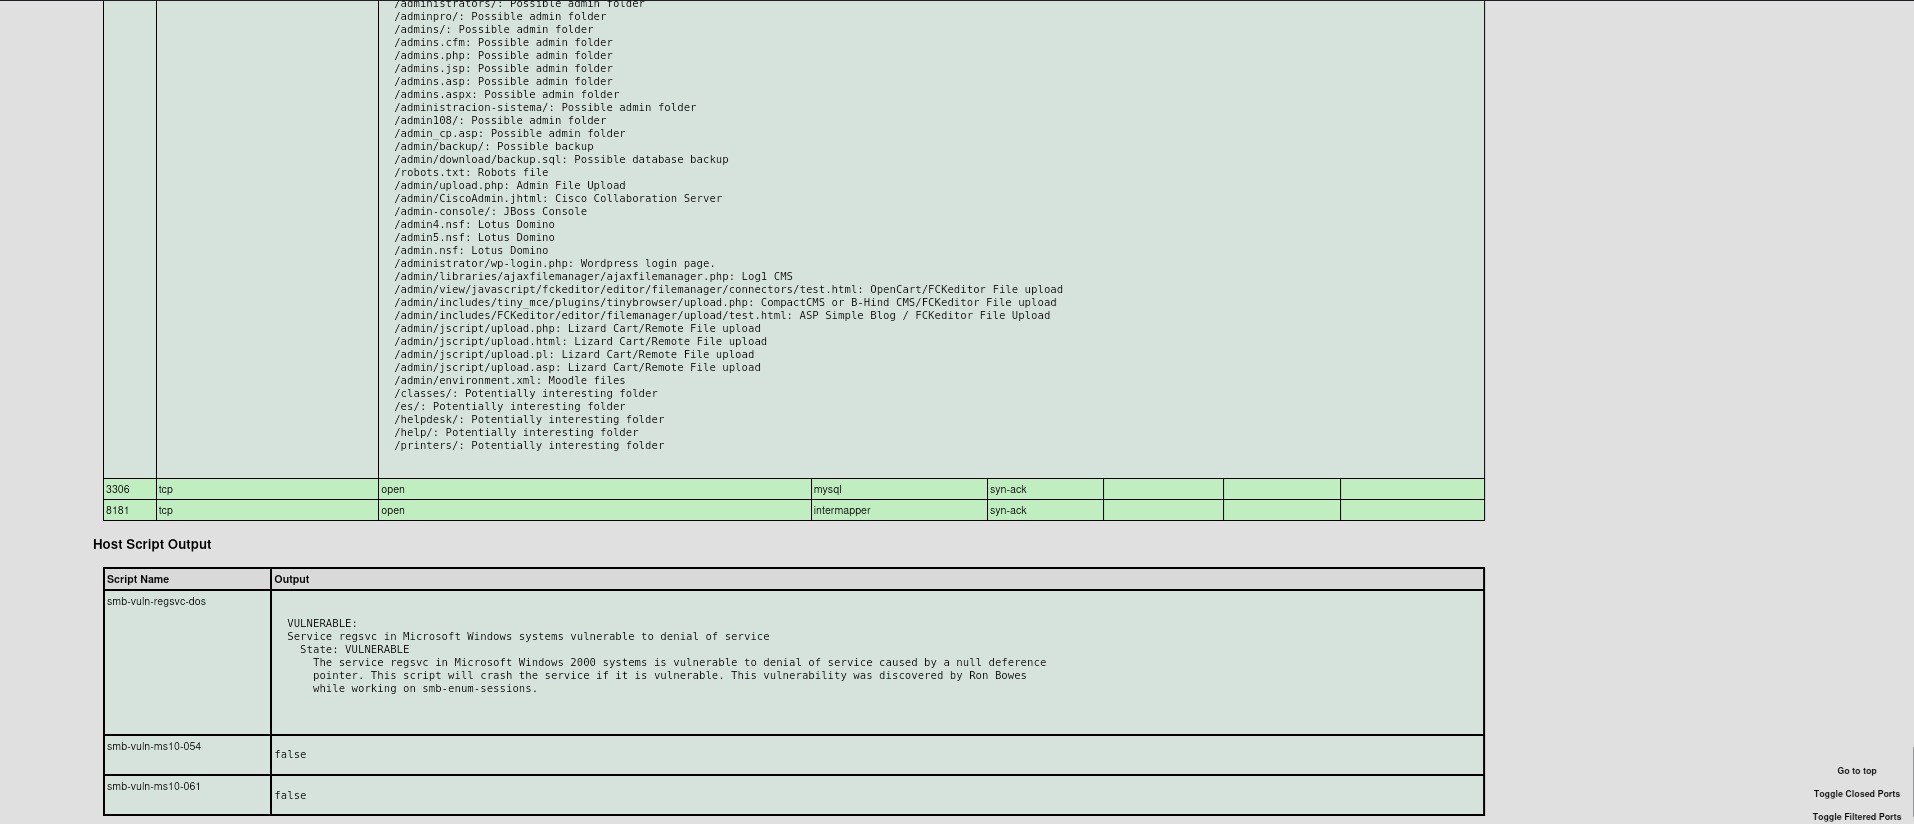 /administrators/: Possible admin folder
/adminpro/: Possible admin folder
/admins/: Possible admin folder
/admins.cfm: Possible admin folder
/admins.php: Possible admin folder
/admins.jsp: Possible admin folder
/admins.asp: Possible admin folder
/admins.aspx: Possible admin folder
/administracion-sistema/: Possible admin folder
/admin108/: Possible admin folder
/admin_cp.asp: Possible admin folder
/admin/backup/: Possible backup
/admin/download/backup.sql: Possible database backup
/robots.txt: Robots file
/admin/upload.php: Admin File Upload
/admin/CiscoAdmin.jhtml: Cisco Collaboration Server
/admin-console/: JBoss Console
/admin4.nsf: Lotus Domino
/admin5.nsf: Lotus Domino
/admin.nsf: Lotus Domino
/administrator/wp-login.php: Wordpress login page.
/admin/libraries/ajaxfilemanager/ajaxfilemanager.php: Log1 CMS
/admin/view/javascript/fckeditor/editor/filemanager/connectors/test.html: OpenCart/FCKeditor File upload
/admin/includes/tiny_mce/plugins/tinybrowser/upload.php: CompactCMS or B-Hind CMS/FCKeditor File upload
/admin/includes/FCKeditor/editor/filemanager/upload/test.html: ASP Simple Blog / FCKeditor File Upload
/admin/jscript/upload.php: Lizard Cart/Remote File upload
/admin/jscript/upload.html: Lizard Cart/Remote File upload
/admin/jscript/upload.pl: Lizard Cart/Remote File upload
/admin/jscript/upload.asp: Lizard Cart/Remote File upload
/admin/environment.xml: Moodle files
/classes/: Potentially interesting folder
/es/: Potentially interesting folder
/helpdesk/: Potentially interesting folder
/help/: Potentially interesting folder
/printers/: Potentially interesting folder
3306 tcp open mysql syn-ack
8181 tcp open intermapper syn-ack
Host Script Output
Script Name Output
smb-vuln-regsvc-dos
VULNERABLE:
Service regsvc in Microsoft Windows systems vulnerable to denial of service
State: VULNERABLE
The service regsvc in Microsoft Windows 2000 systems is vulnerable to denial of service caused by a null deference
pointer. This script will crash the service if it is vulnerable. This vulnerability was discovered by Ron Bowes
while working on smb-enum-sessions.
smb-vuln-ms10-054
false
smb-vuln-ms10-061
false
Go to top
Toggle Closed Ports
Toggle Filtered Ports